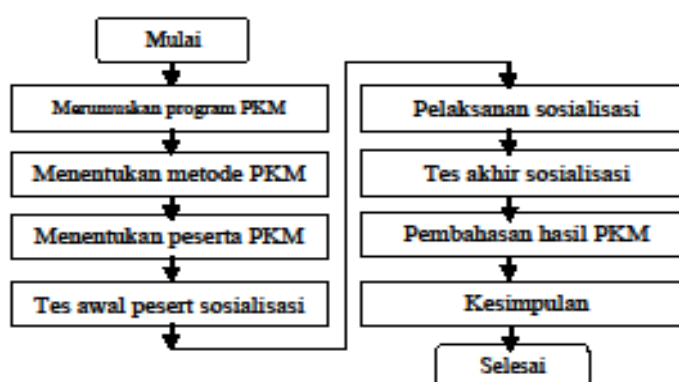 Mulai
Merumuskan program PKM
Menentukan metode PKM
Menentukan peserta PKM
Tes awal pesert sosialisasi
Pelaksanan sosialisasi
Tes akhir sosialisasi
Pembahasan hasil PKM
Kesimpulan
Selesai